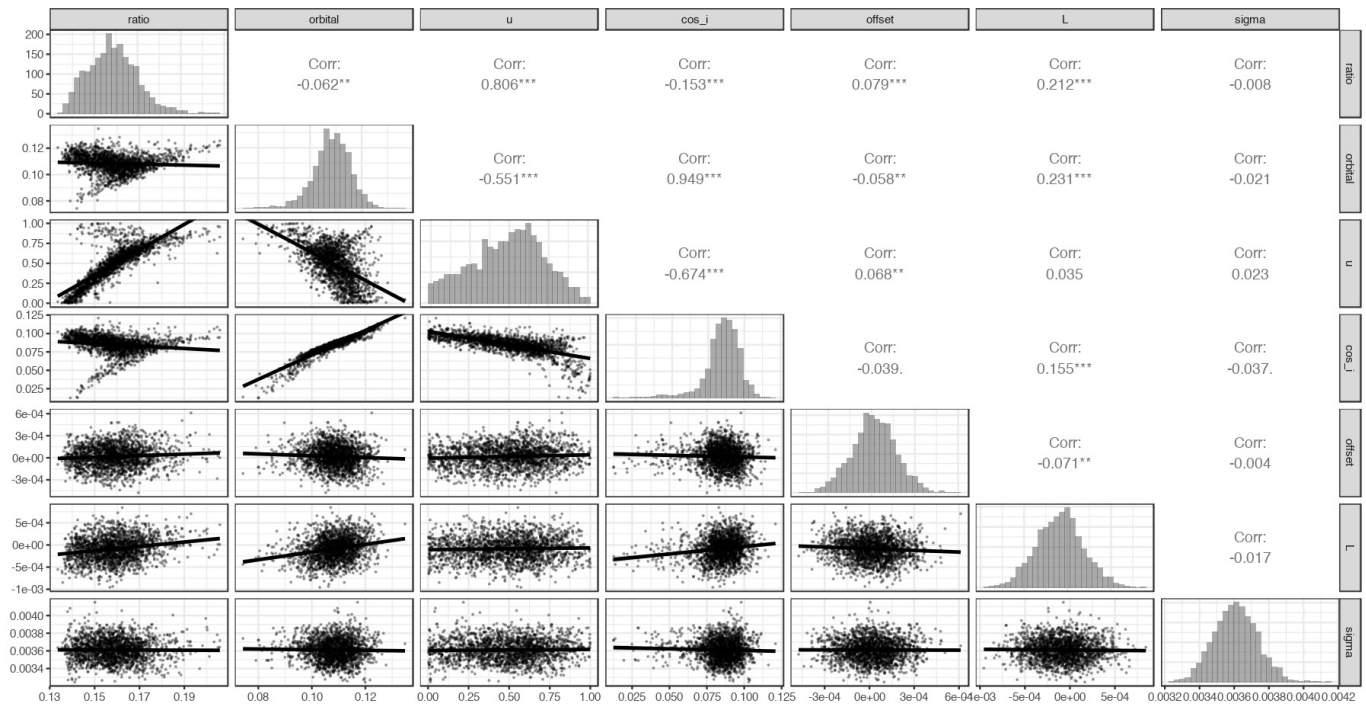 ratio orbital u cos_i offset L sigma
200
150
100
50
0
Corr: Corr: Corr: Corr: Corr: Corr:
-0.062** 0.806*** -0.153*** 0.079*** 0.212*** -0.008
ratio
0.12
0.10
0.08
Corr: Corr: Corr: Corr: Corr:
-0.551*** 0.949*** -0.058** 0.231*** -0.021
orbital
1.00
0.75
0.50
0.25
0.00
Corr: Corr: Corr: Corr:
-0.674*** 0.068** 0.035 0.023
u
0.125
0.100
0.075
0.050
0.025
Corr: Corr: Corr:
-0.039. 0.155*** -0.037.
cos_i
6e-04
3e-04
0e+00
-3e-04
Corr: Corr:
-0.071** -0.004
offset
5e-04
0e+00
-5e-04
-1e-03
Corr:
-0.017
L
0.0040
0.0038
0.0036
0.0034
sigma
0.13 0.15 0.17 0.19 0.08 0.10 0.12 0.00 0.25 0.50 0.75 1.00 0.025 0.050 0.075 0.100 0.125 -3e-04 0e+00 3e-04 6e-04 -5e-04 0e+00 5e-04 0.0032 0.0034 0.0036 0.0038 0.0040 0.0042